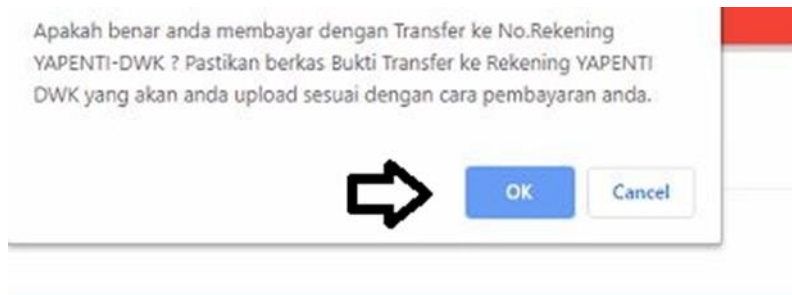 Apakah benar anda membayar dengan Transfer ke No.Rekening
YAPENTI-DWK ? Pastikan berkas Bukti Transfer ke Rekening YAPENTI
DWK yang akan anda upload sesuai dengan cara pembayaran anda.
OK Cancel